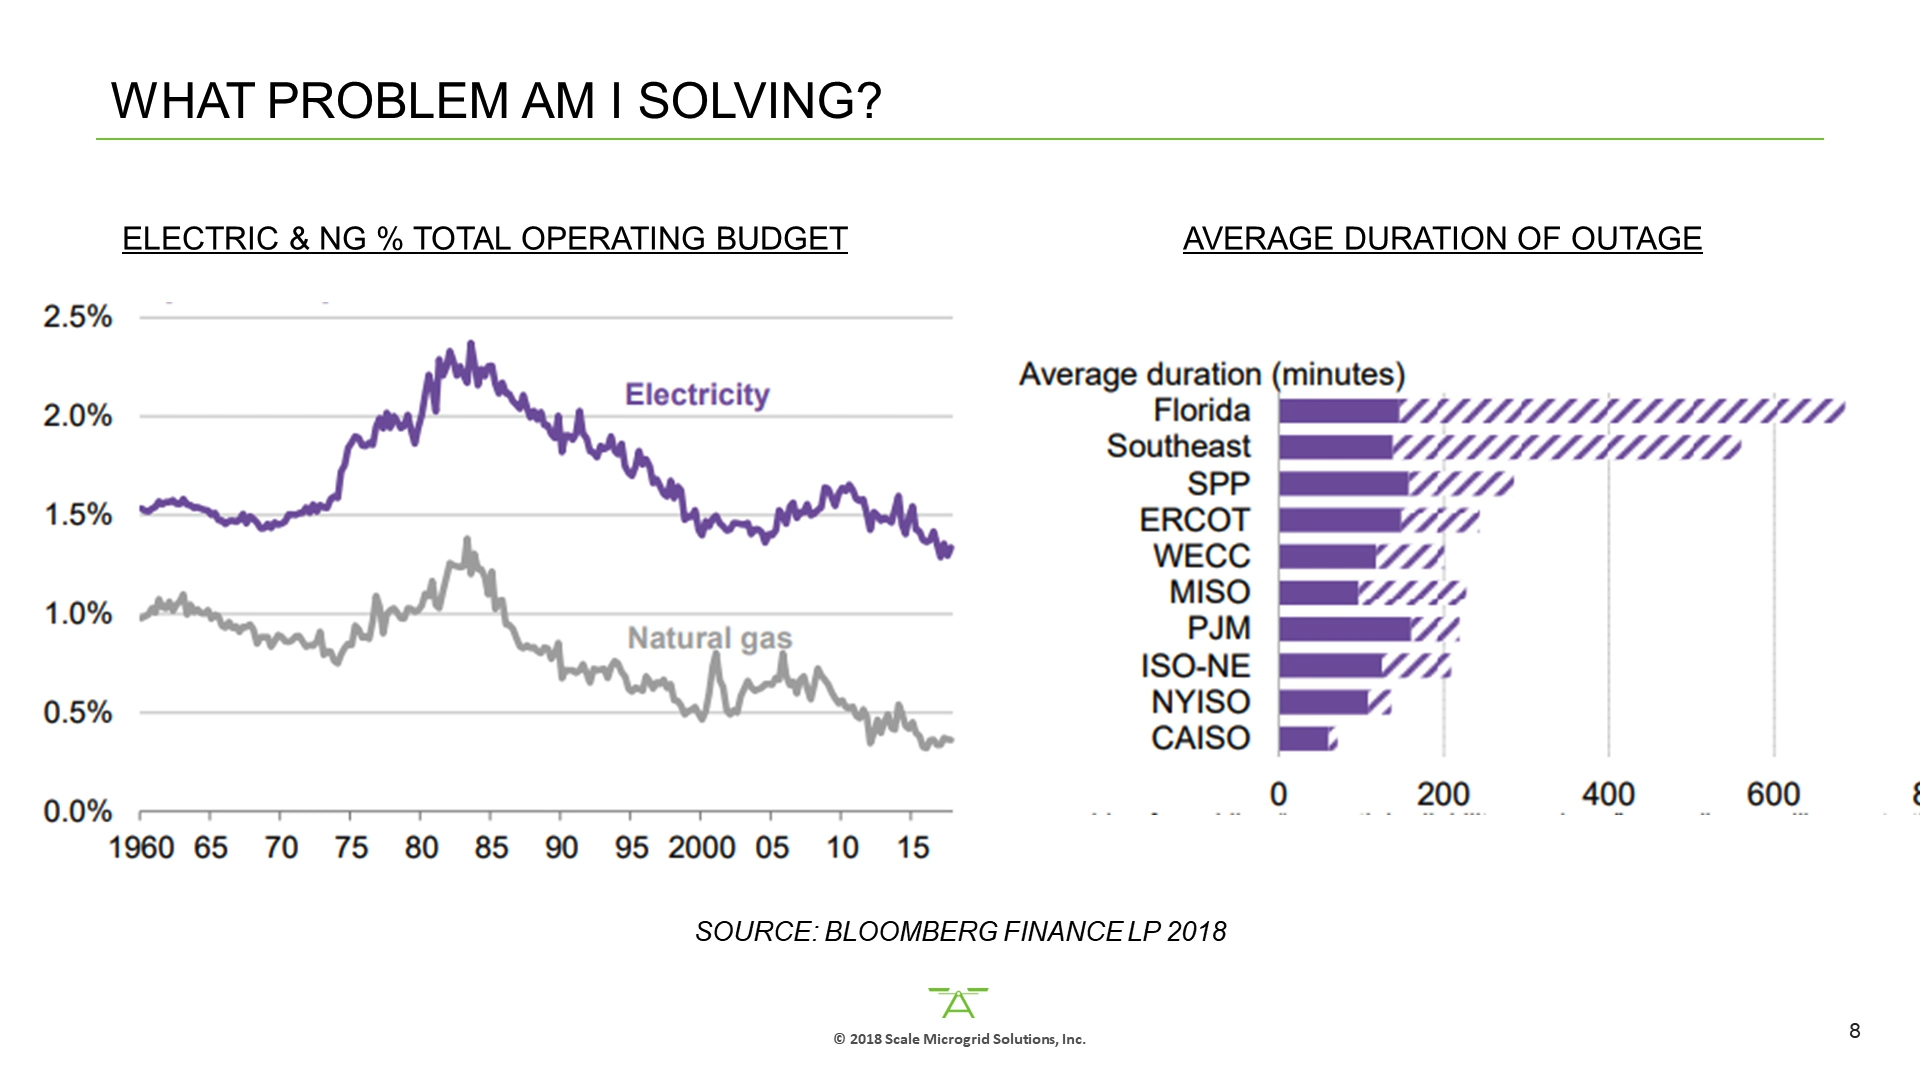 WHAT PROBLEM AM I SOLVING?
ELECTRIC & NG % TOTAL OPERATING BUDGET
2.5%
2.0%
1.5%
1.0%
0.5%
0.0%
Electricity
Natural gas
1960 65 70 75 80 85 90 95 2000 05 10 15
AVERAGE DURATION OF OUTAGE
Average duration (minutes)
Florida
Southeast
SPP
ERCOT
WECC
MISO
PJM
ISO-NE
NYISO
CAISO
0 200 400 600
SOURCE: BLOOMBERG FINANCE LP 2018
© 2018 Scale Microgrid Solutions, Inc.
8